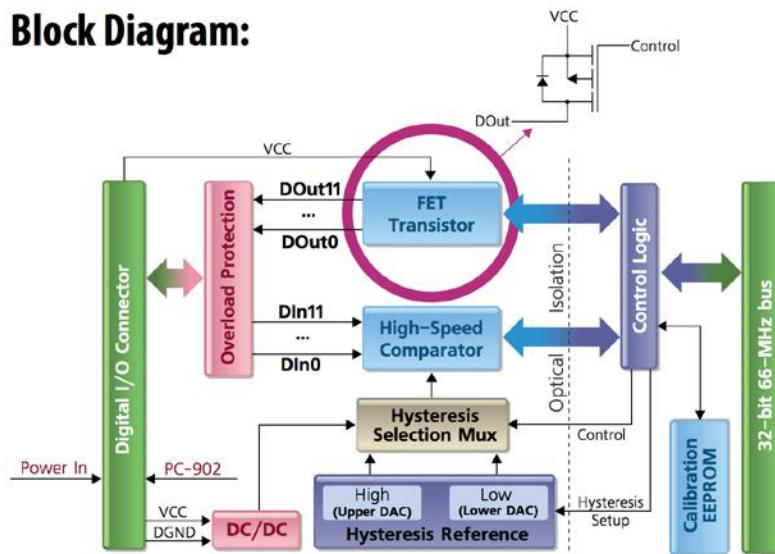 Block Diagram:
VCC
Control
DOut
VCC
DOut11
...
DOut0
FET
Transistor
Digital I/O Connector
Overload Protection
DIn11
...
DIn0
High-Speed
Comparator
Optical Isolation
Control Logic
32-bit 66-MHz bus
Hysteresis
Selection Mux
Control
Power In
PC-902
VCC
DGND
DC/DC
High
(Upper DAC)
Low
(Lower DAC)
Hysteresis Reference
Hysteresis
Setup
Calibration
EEPROM